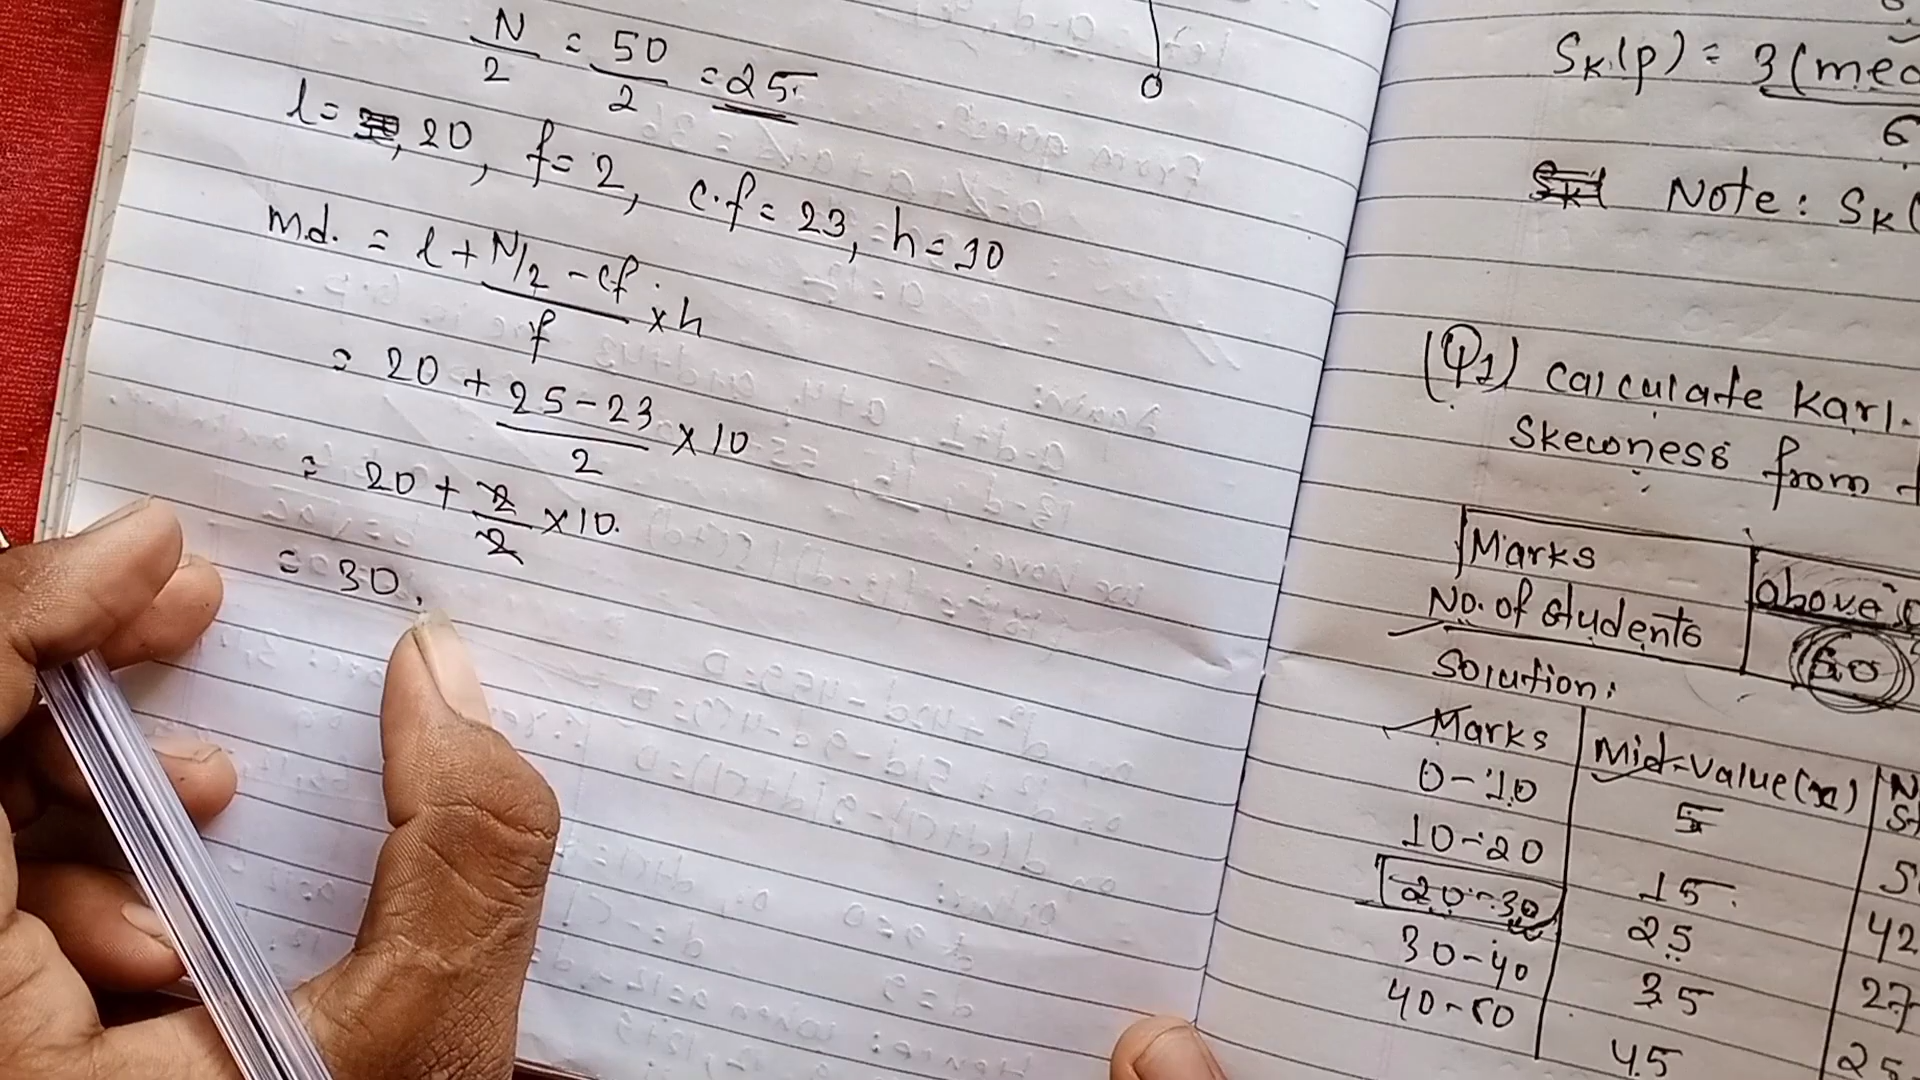 N/2 = 50/2 = 25
l = 20, f = 2, c.f = 23, h = 10
m.d. = l + N/2 - cf / f × h
= 20 + 25-23 / 2 × 10
= 20 + 2/2 × 10.
= 30.
0
Sk.(p) = 3(med
6
Note: Sk(
(Q1) calculate Karl.
Skewness from
Marks above
No. of students 50
Solution:
Marks Mid-Value(x) N
0-10 5 5
10-20 15 42
20-30 25 27
30-40 35 25
40-50 45